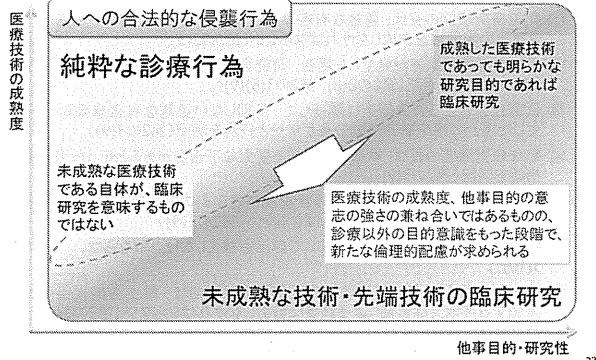 医療技術の成熟度
人への合法的な侵襲行為
純粋な診療行為
成熟した医療技術
であっても明らかな
研究目的であれば
臨床研究
未成熟な医療技術
である自体が、臨床
研究を意味するもの
ではない
医療技術の成熟度、他事目的の意
志の強さの兼ね合いではあるものの、
診療以外の目的意識をもった段階で、
新たな倫理的配慮が求められる
未成熟な技術・先端技術の臨床研究
他事目的・研究性